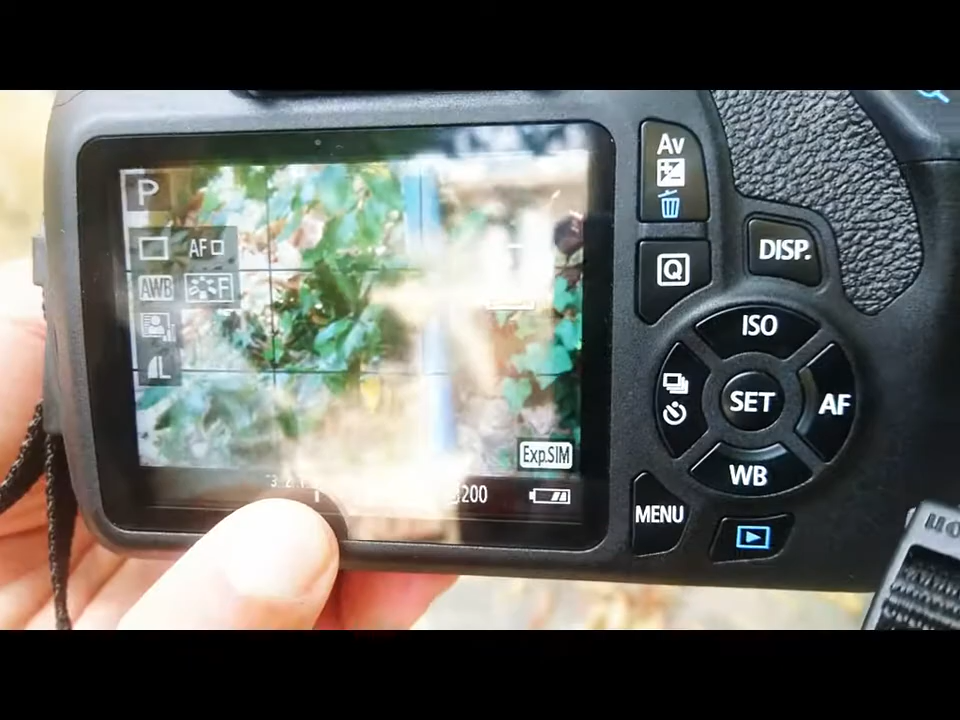 P
AF
AWB
F
L
Exp.SIM
200
Av
Q
DISP.
ISO
SET
AF
WB
MENU